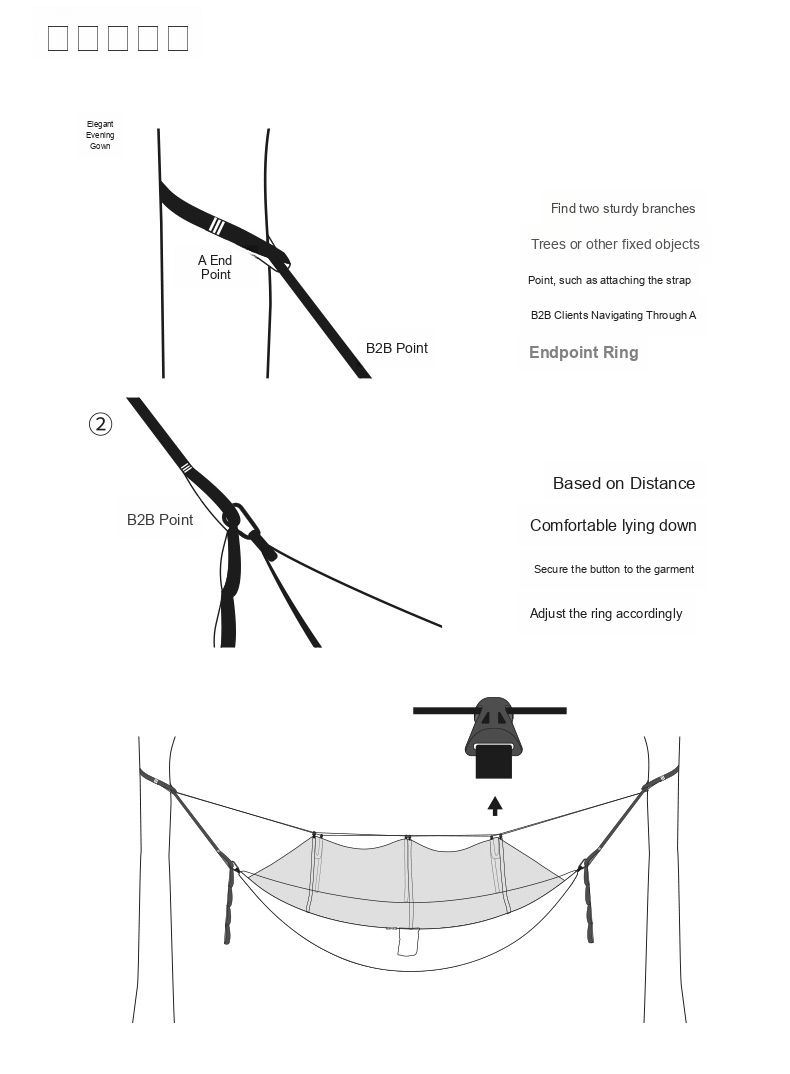 Elegant
Evening
Gown
A End
Point
B2B Point
Find two sturdy branches
Trees or other fixed objects
Point, such as attaching the strap
B2B Clients Navigating Through A
Endpoint Ring
②
B2B Point
Based on Distance
Comfortable lying down
Secure the button to the garment
Adjust the ring accordingly